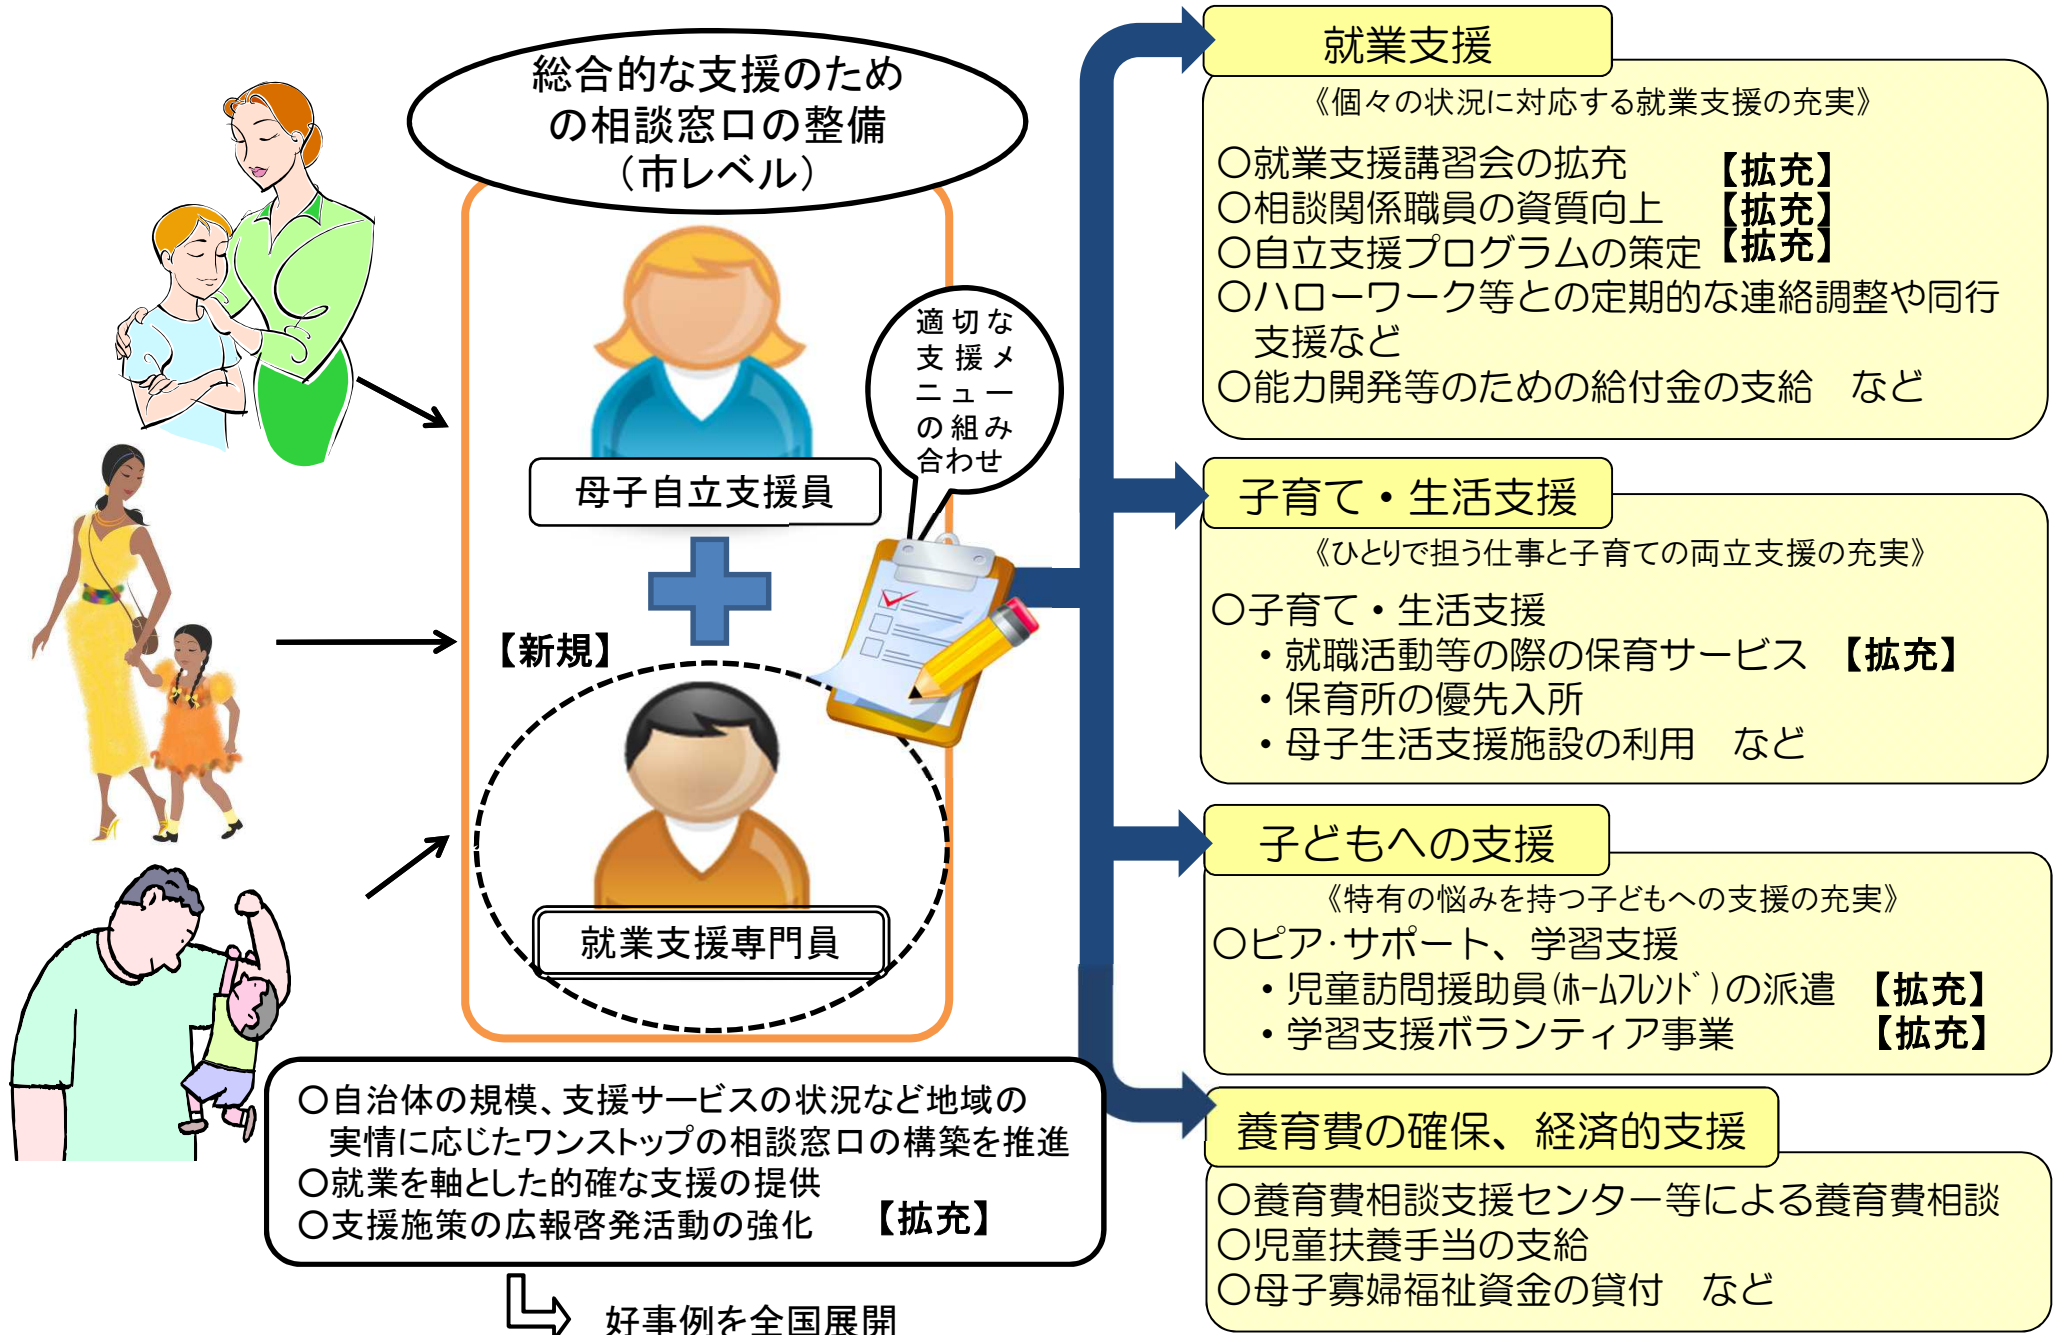 総合的な支援のため
の相談窓口の整備
（市レベル）
母子自立支援員
適切な
支援メ
ニュー
の組み
合わせ
【新規】
就業支援専門員
○自治体の規模、支援サービスの状況など地域の
実情に応じたワンストップの相談窓口の構築を推進
○就業を軸とした的確な支援の提供
○支援施策の広報啓発活動の強化 【拡充】
好事例を全国展開
就業支援
《個々の状況に対応する就業支援の充実》
○就業支援講習会の拡充 【拡充】
○相談関係職員の資質向上 【拡充】
○自立支援プログラムの策定 【拡充】
○ハローワーク等との定期的な連絡調整や同行
支援など
○能力開発等のための給付金の支給 など
子育て・生活支援
《ひとりで担う仕事と子育ての両立支援の充実》
○子育て・生活支援
・就職活動等の際の保育サービス 【拡充】
・保育所の優先入所
・母子生活支援施設の利用 など
子どもへの支援
《特有の悩みを持つ子どもへの支援の充実》
○ピア･サポート、学習支援
・児童訪問援助員(ﾎｰﾑﾌﾚﾝﾄﾞ)の派遣 【拡充】
・学習支援ボランティア事業 【拡充】
養育費の確保、経済的支援
○養育費相談支援センター等による養育費相談
○児童扶養手当の支給
○母子寡婦福祉資金の貸付 など